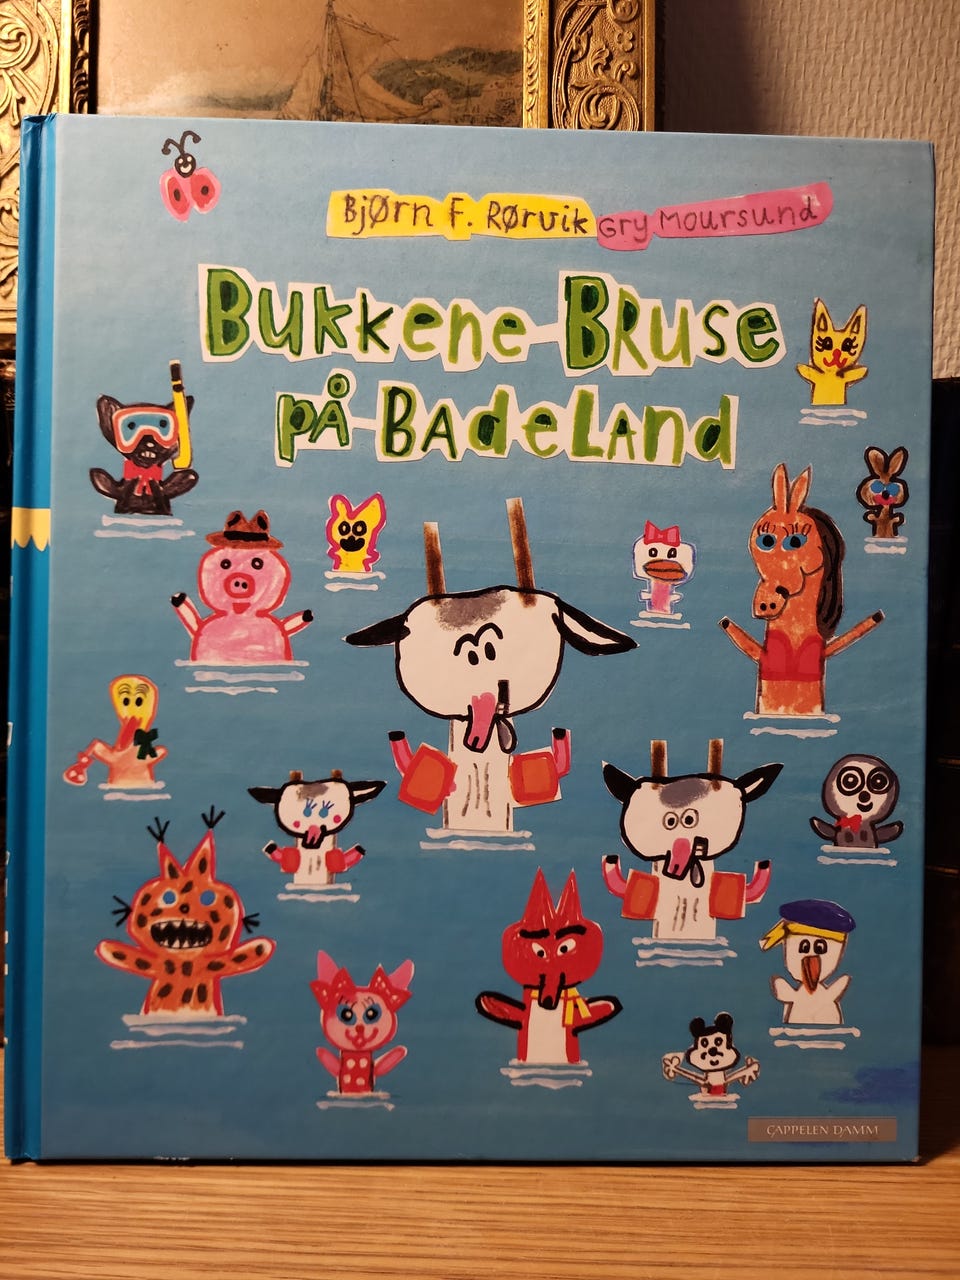 Bjørn F. Rørvik Gry Moursund
Bukkene Bruse
på Badeland
CAPPELEN DAMM